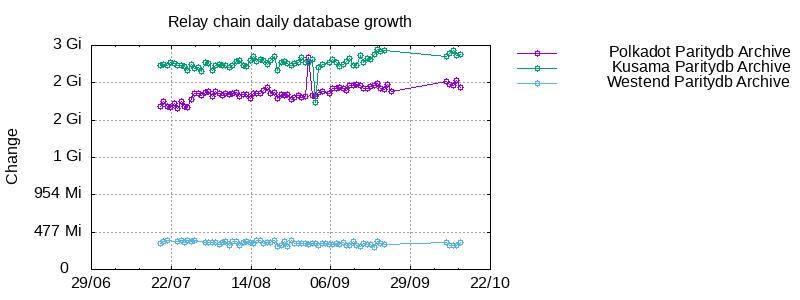 Relay chain daily database growth
3 Gi
2 Gi
2 Gi
1 Gi
954 Mi
477 Mi
0
Change
29/06 22/07 14/08 06/09 29/09 22/10
Polkadot Paritydb Archive
Kusama Paritydb Archive
Westend Paritydb Archive